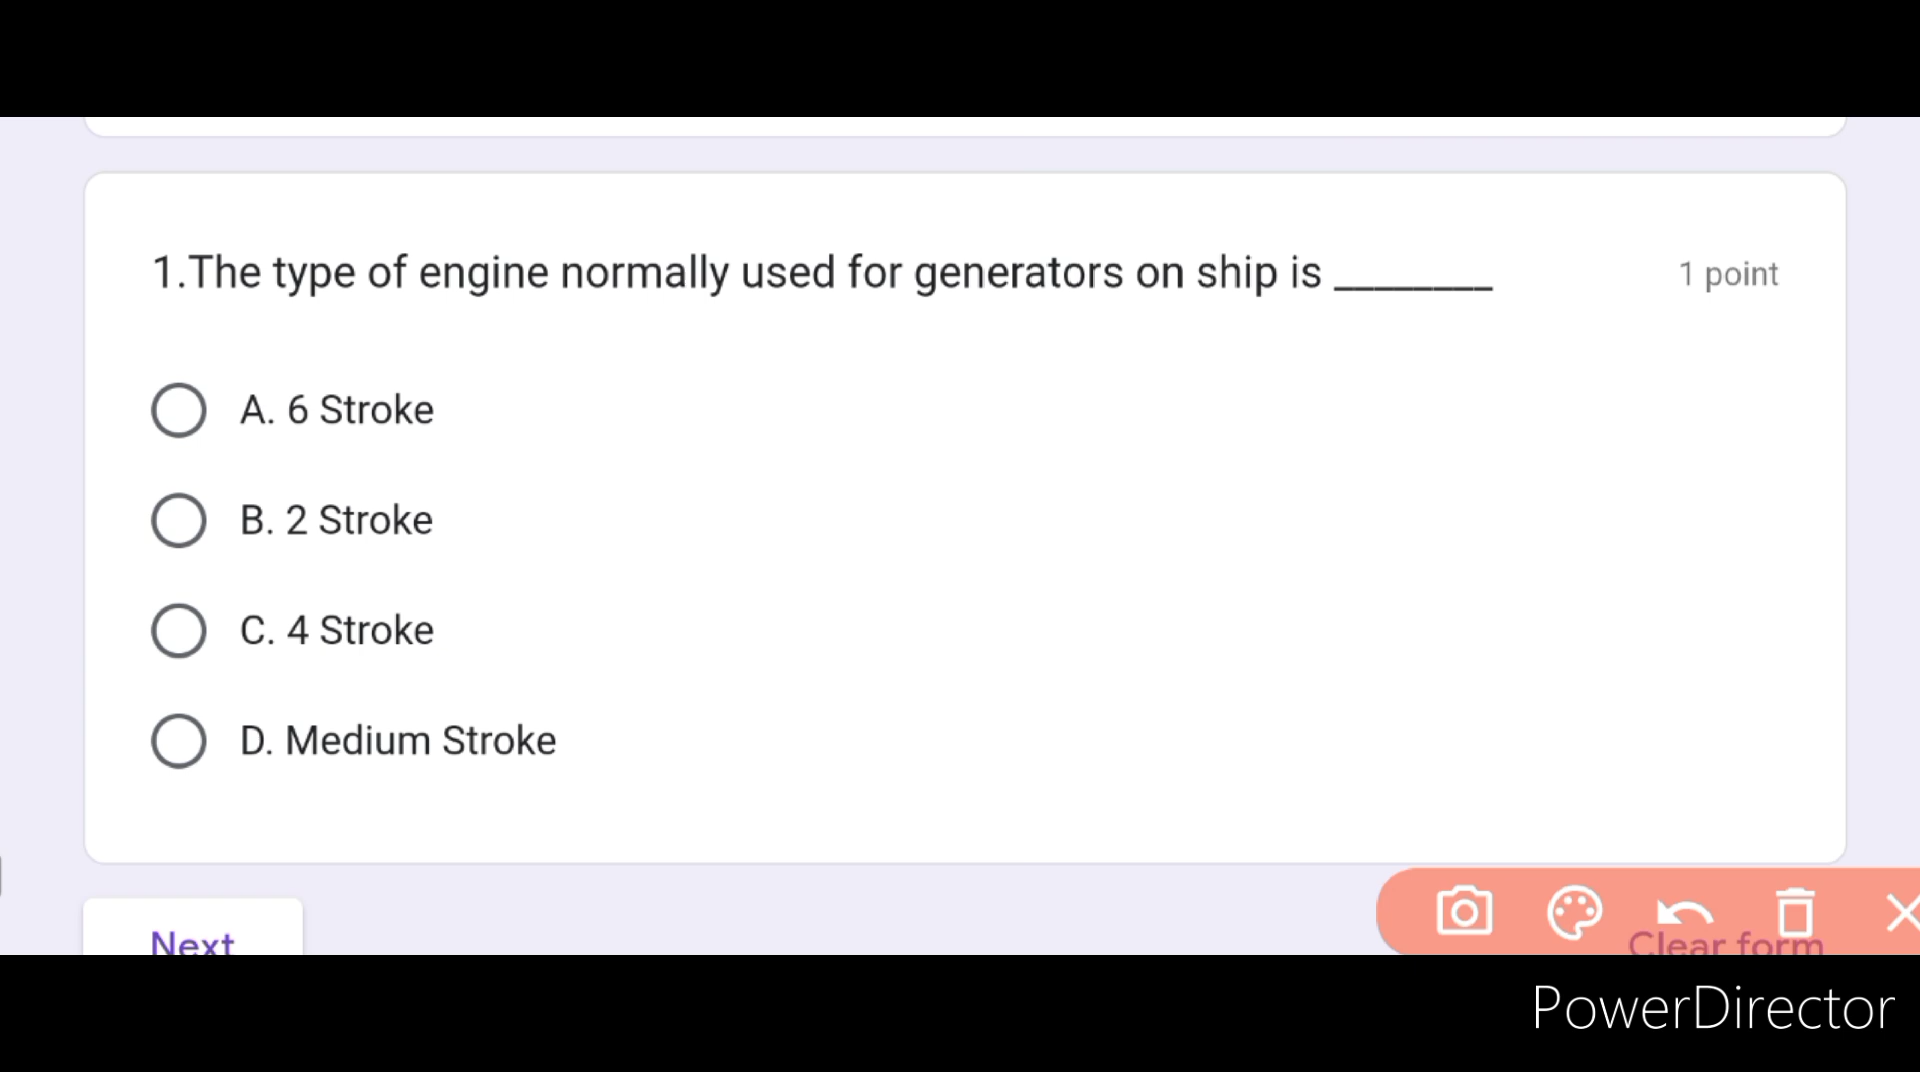 1.The type of engine normally used for generators on ship is ________
1 point
A. 6 Stroke
B. 2 Stroke
C. 4 Stroke
D. Medium Stroke
Next
Clear form
PowerDirector